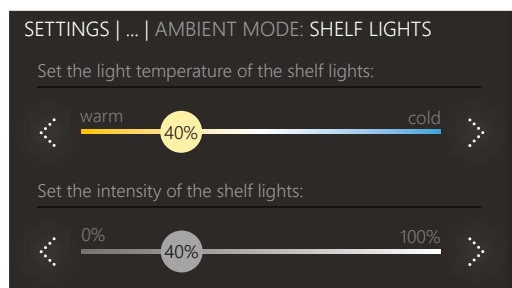 SETTINGS | ... | AMBIENT MODE: SHELF LIGHTS
Set the light temperature of the shelf lights:
warm cold
40%
Set the intensity of the shelf lights:
0% 100%
40%